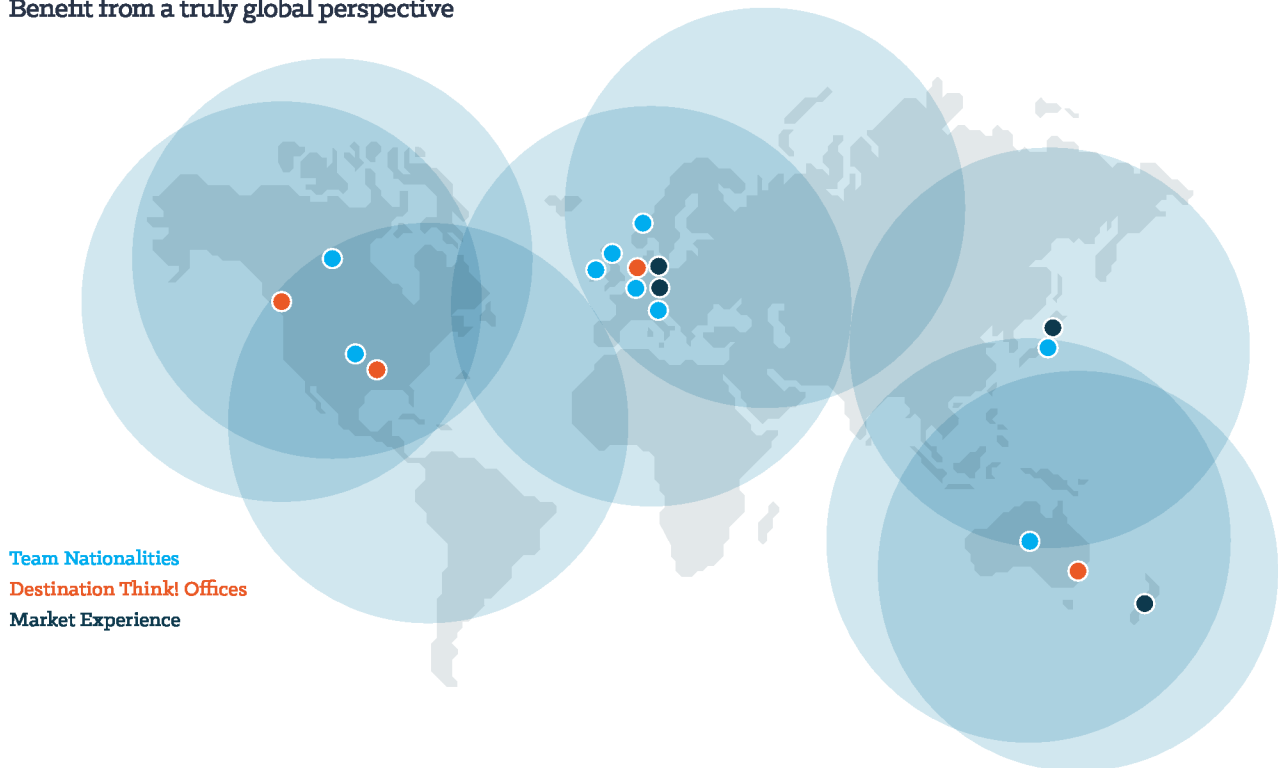 Benefit from a truly global perspective
Team Nationalities
Destination Think! Offices
Market Experience